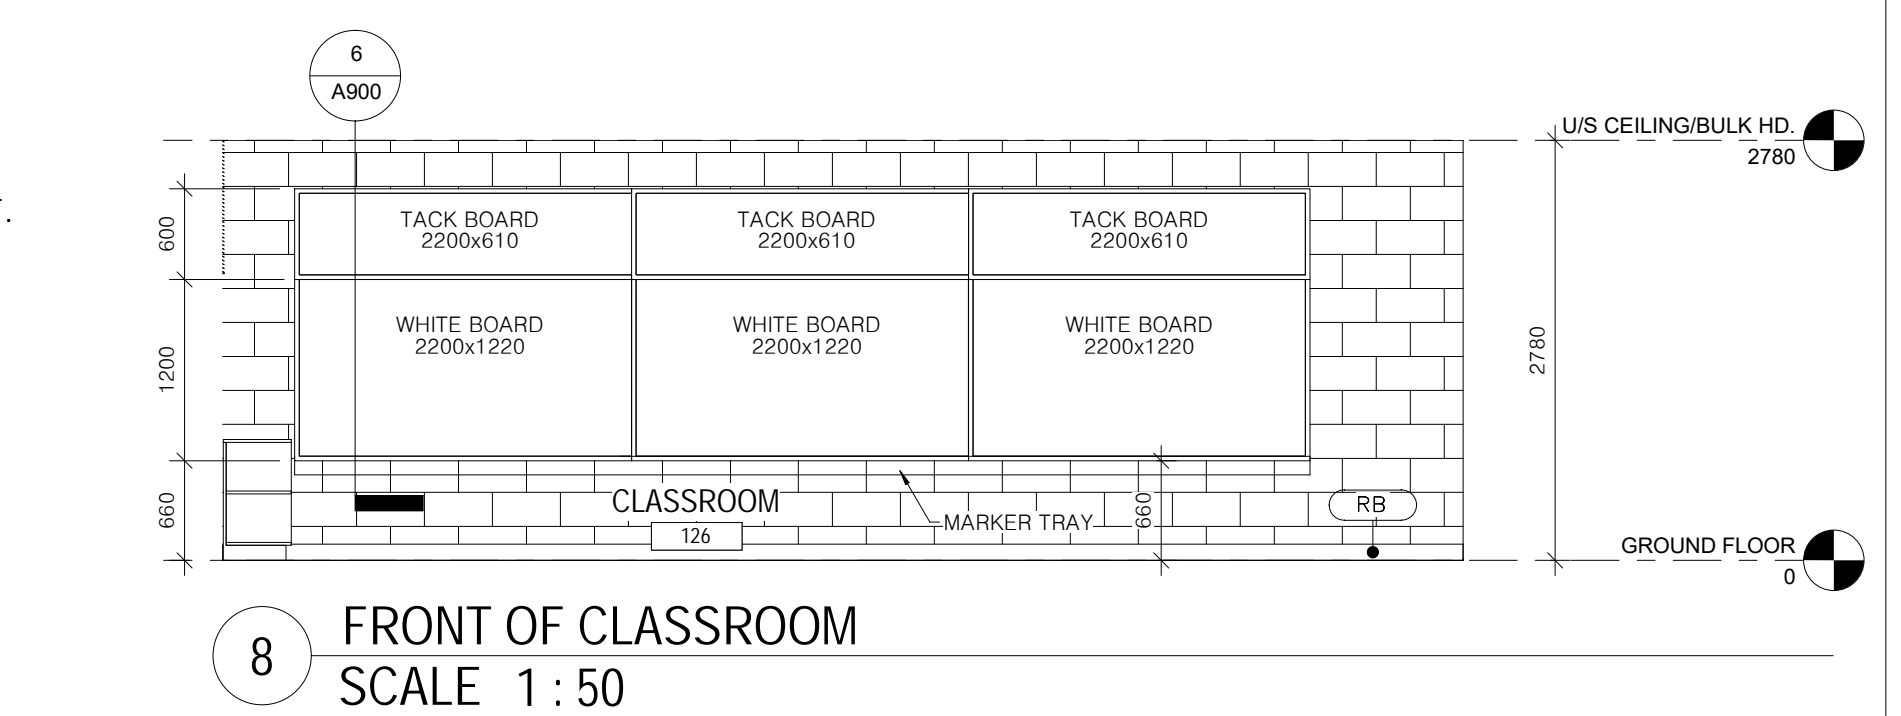 6
A900
U/S CEILING/BULK HD.
2780
600
TACK BOARD
2200x610
TACK BOARD
2200x610
TACK BOARD
2200x610
1200
WHITE BOARD
2200x1220
WHITE BOARD
2200x1220
WHITE BOARD
2200x1220
2780
660
CLASSROOM
126
MARKER TRAY
660
RB
GROUND FLOOR
0
8
FRONT OF CLASSROOM
SCALE 1 : 50